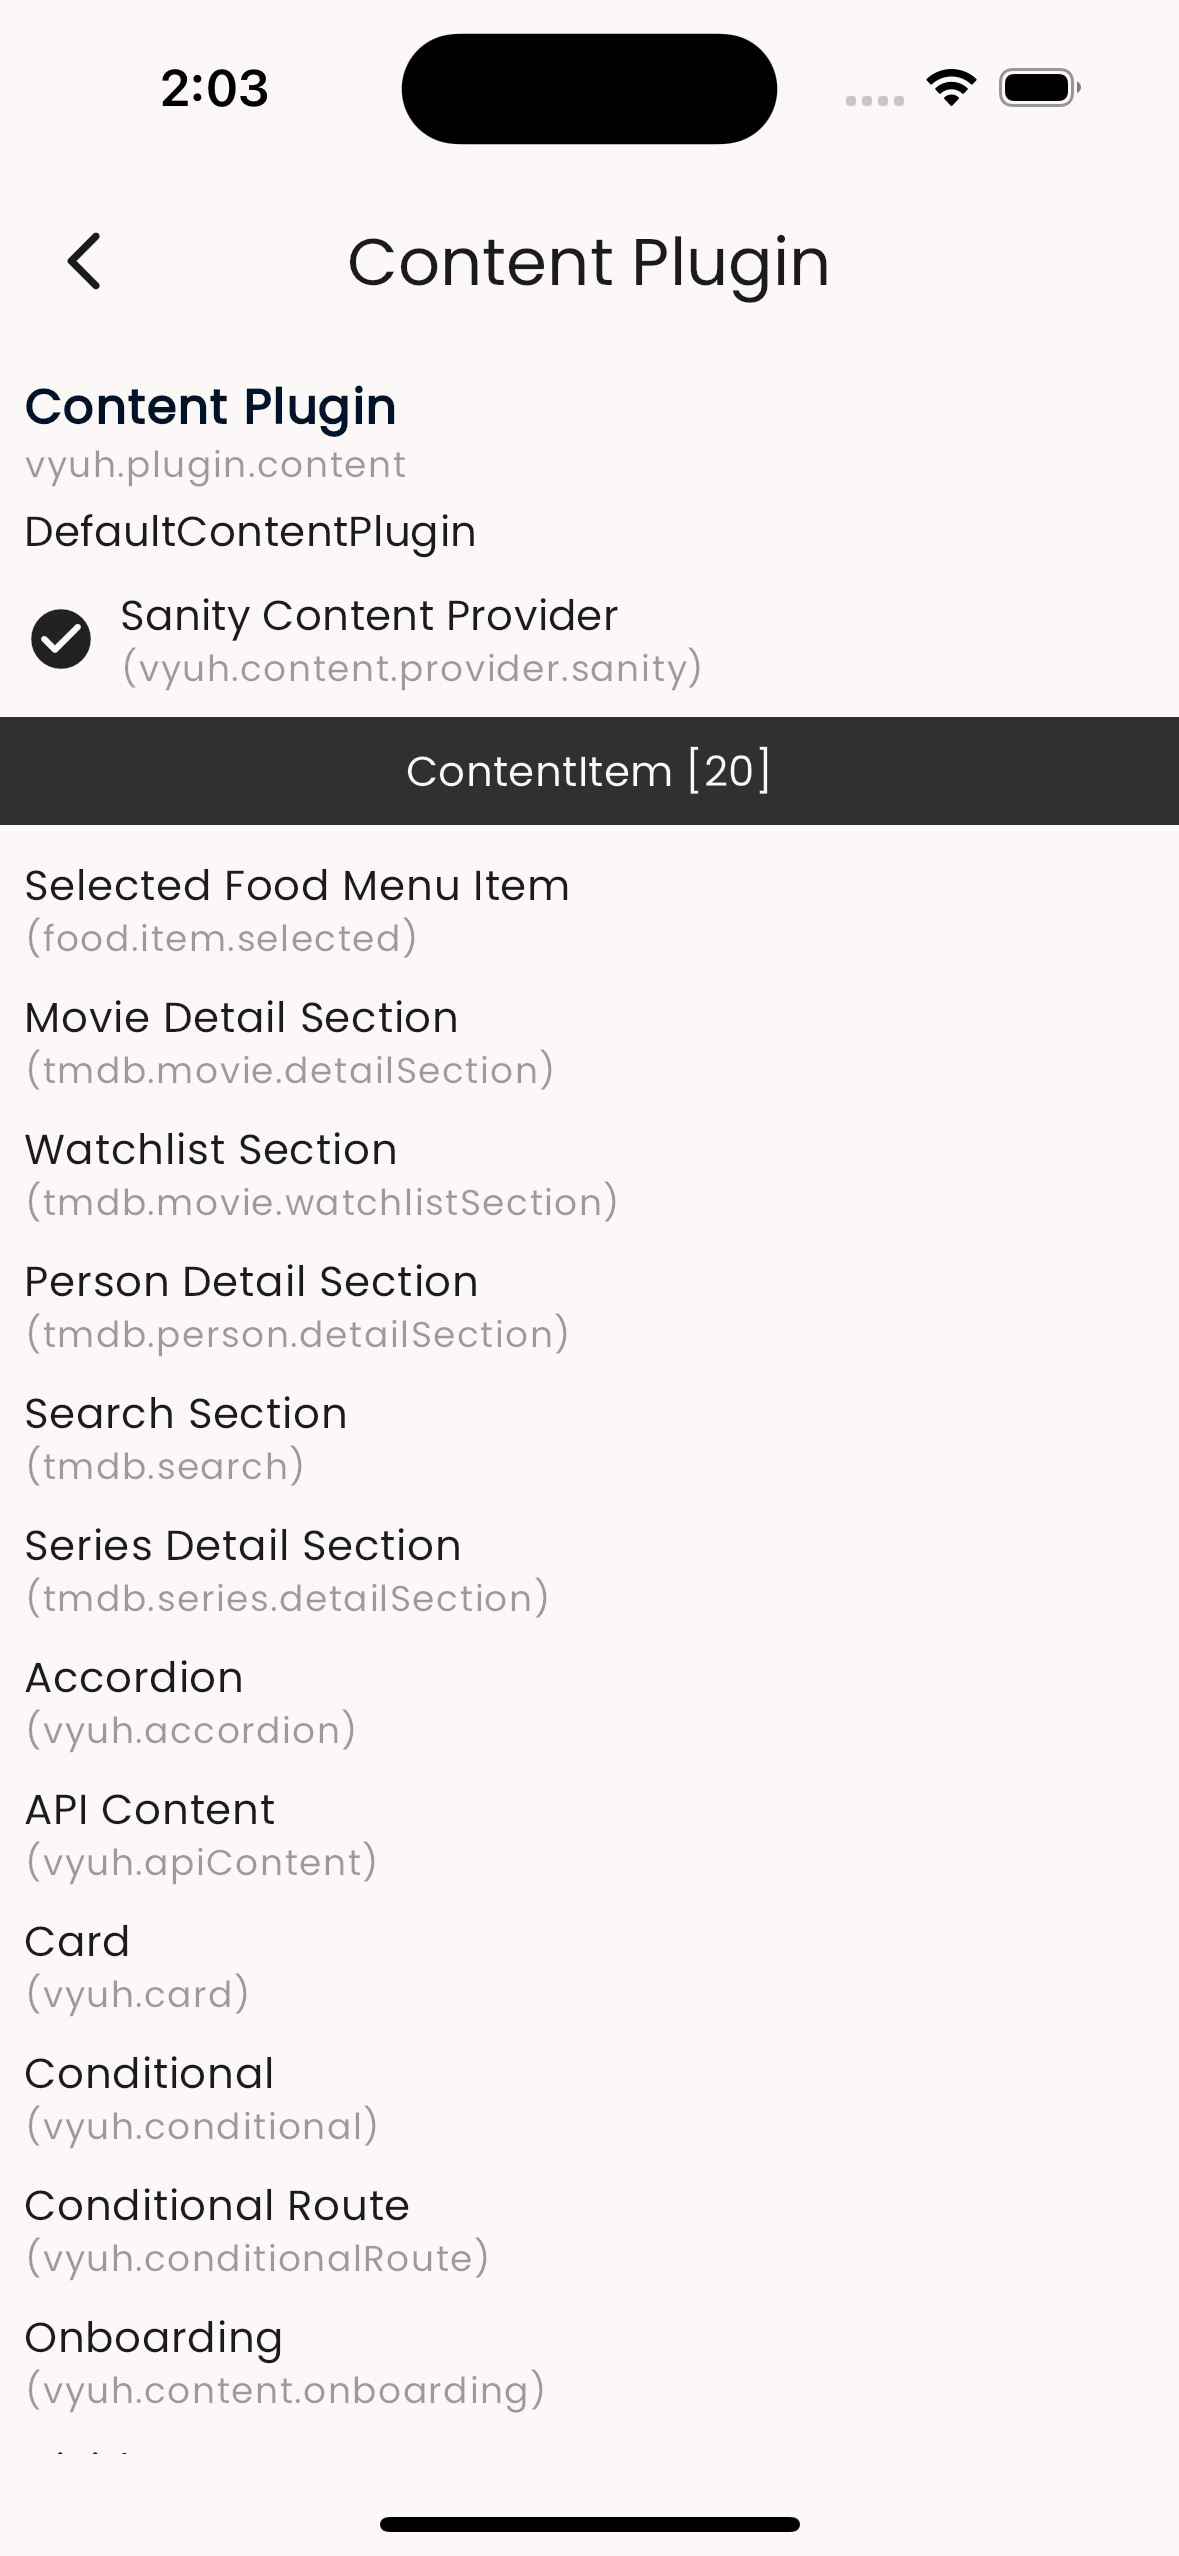 2:03
Content Plugin
Content Plugin
vyuh.plugin.content
DefaultContentPlugin
Sanity Content Provider
(vyuh.content.provider.sanity)
ContentItem [20]
Selected Food Menu Item
(food.item.selected)
Movie Detail Section
(tmdb.movie.detailSection)
Watchlist Section
(tmdb.movie.watchlistSection)
Person Detail Section
(tmdb.person.detailSection)
Search Section
(tmdb.search)
Series Detail Section
(tmdb.series.detailSection)
Accordion
(vyuh.accordion)
API Content
(vyuh.apiContent)
Card
(vyuh.card)
Conditional
(vyuh.conditional)
Conditional Route
(vyuh.conditionalRoute)
Onboarding
(vyuh.content.onboarding)